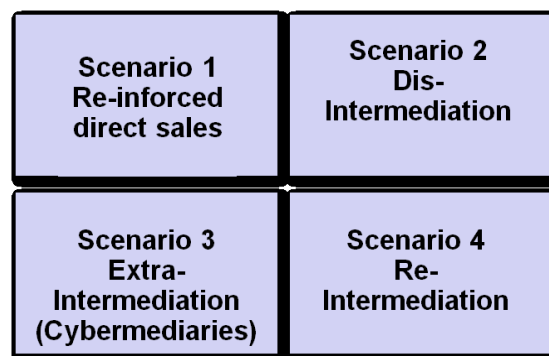 Scenario 1
Re-inforced
direct sales
Scenario 2
Dis-
Intermediation
Scenario 3
Extra-
Intermediation
(Cybermediaries)
Scenario 4
Re-
Intermediation